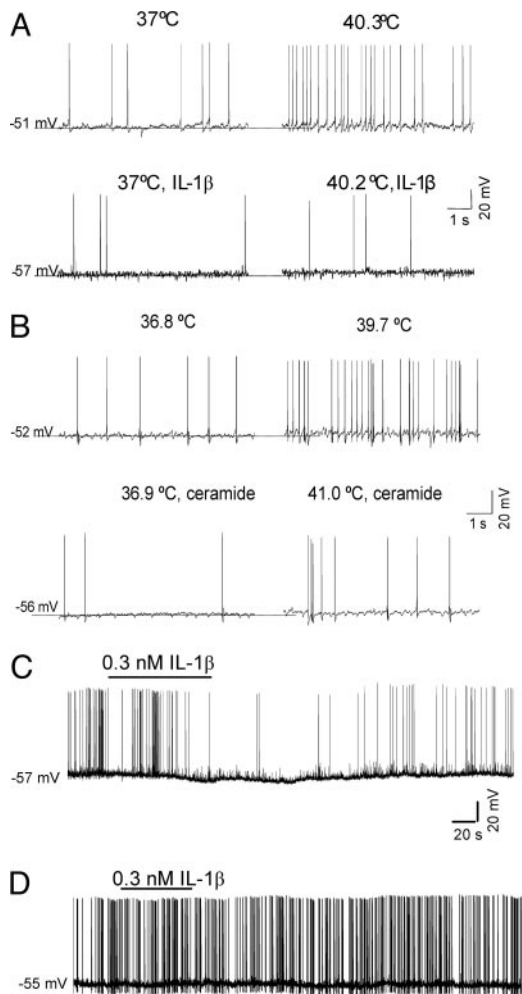 A
37ºC
40.3ºC
-51 mV
37ºC, IL-1β
40.2 ºC, IL-1β
1 s
20 mV
-57 mV
B
36.8 ºC
39.7 ºC
-52 mV
36.9 ºC, ceramide
41.0 ºC, ceramide
1 s
20 mV
-56 mV
C
0.3 nM IL-1β
-57 mV
20 s
20 mV
D
0.3 nM IL-1β
-55 mV